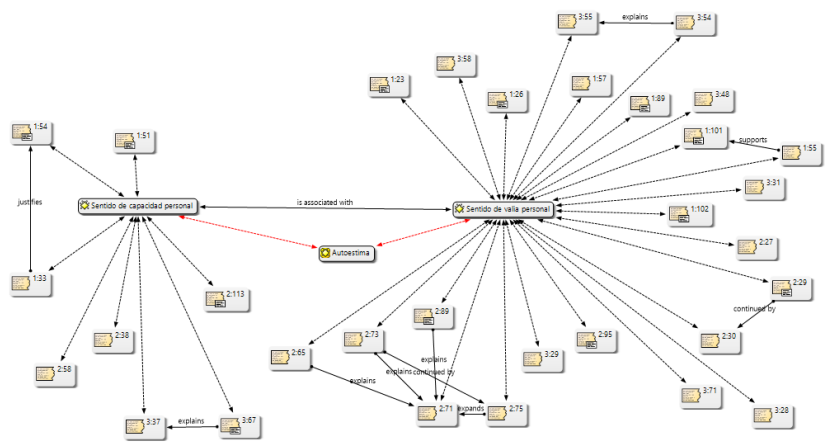 3:55
explains
3:54
3:58
1:23
1:57
1:26
1:89
3:48
1:54
1:51
1:101
supports
1:55
3:31
justifies
Sentido de capacidad personal
is associated with
Sentido de valia personal
1:102
Autoestima
2:27
1:33
2:113
2:29
continued by
2:89
2:38
2:73
2:95
2:30
2:65
explains
3:29
2:58
explains
continued by
explains
3:71
2:71
expands
2:75
3:28
3:37
explains
3:67